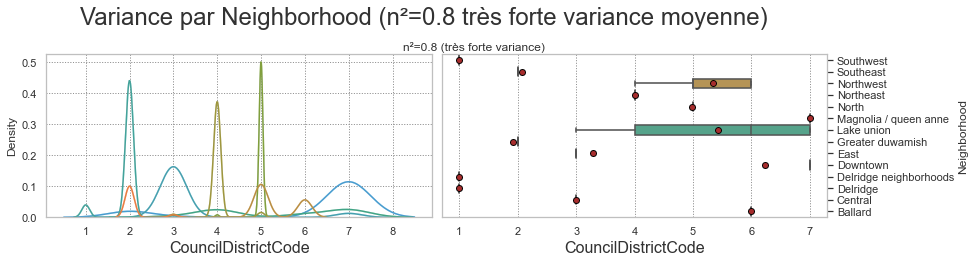 Variance par Neighborhood (n²=0.8 très forte variance moyenne)
n²=0.8 (très forte variance)
Density
0.5
0.4
0.3
0.2
0.1
0.0
1 2 3 4 5 6 7 8
CouncilDistrictCode
Southwest
Southeast
Northwest
Northeast
North
Magnolia / queen anne
Lake union
Greater duwamish
East
Downtown
Delridge neighborhoods
Delridge
Central
Ballard
Neighborhood
1 2 3 4 5 6 7
CouncilDistrictCode